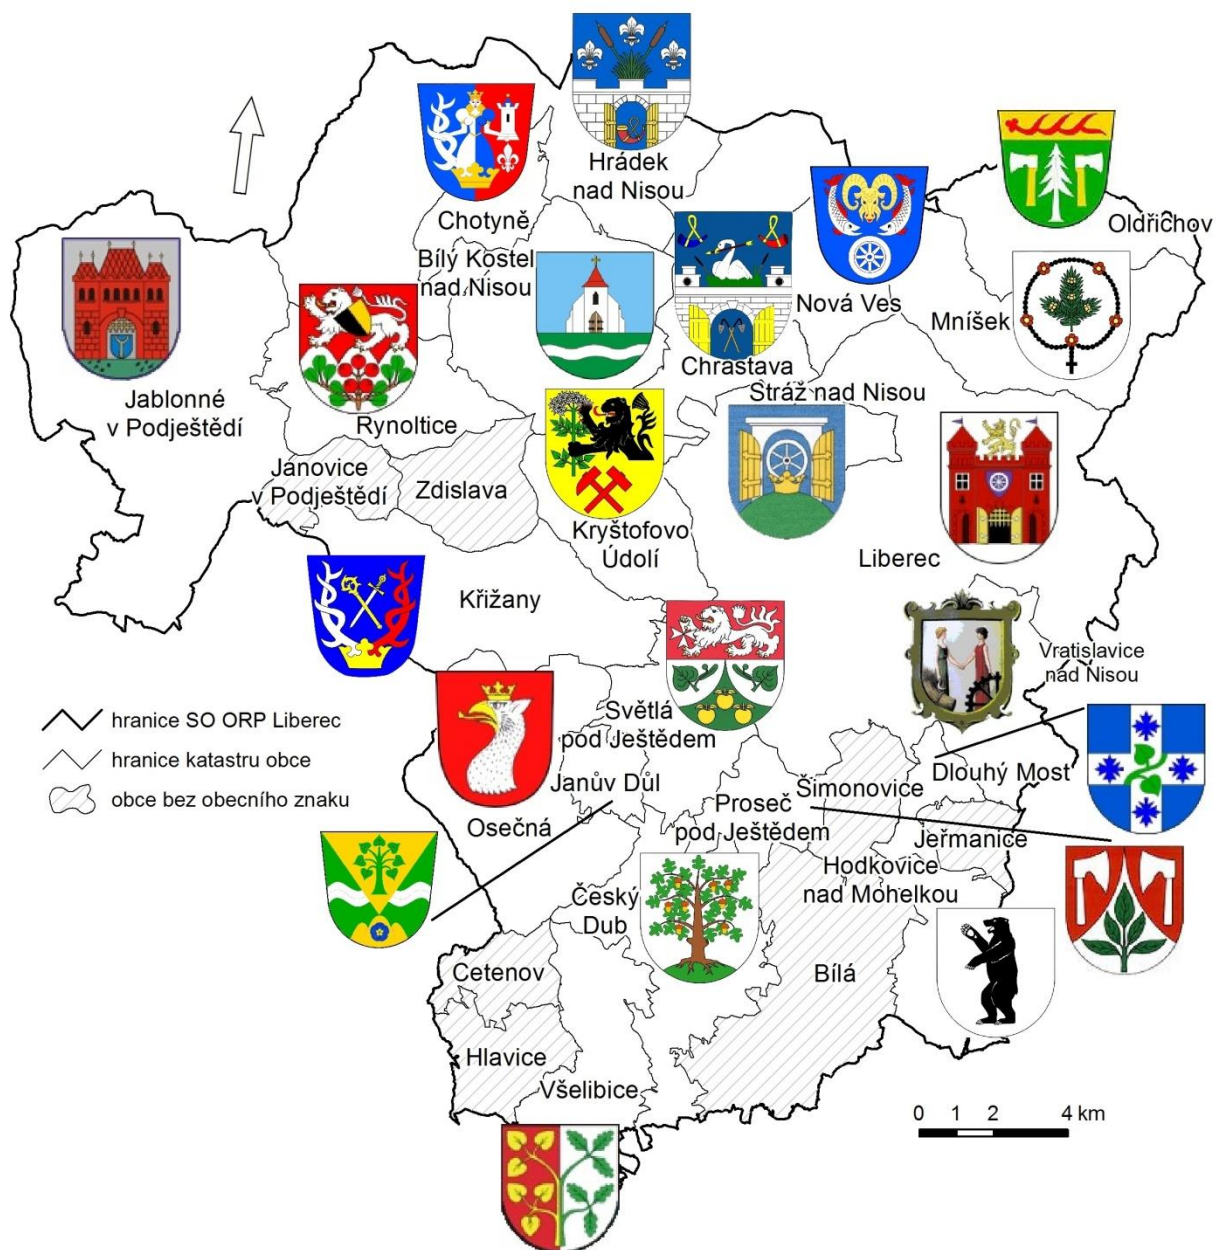 Hrádek
nad Nisou
Chotyně
Oldřichov
Bílý Kostel
nad Nisou
Nová Ves
Mníšek
Chrastava
Stráž nad Nisou
Jablonné
v Podještědí
Rynoltice
Janovice
v Podještědí
Zdislava
Kryštofovo
Údolí
Liberec
Křižany
Vratislavice
nad Nisou
hranice SO ORP Liberec
hranice katastru obce
obce bez obecního znaku
Světlá
pod Ještědem
Janův Důl
Dlouhý Most
Šimonovice
Proseč
pod Ještědem
Osečná
Jeřmanice
Hodkovice
nad Mohelkou
Český
Dub
Cetenov
Bílá
Hlavice
Všelibice
0 1 2 4 km